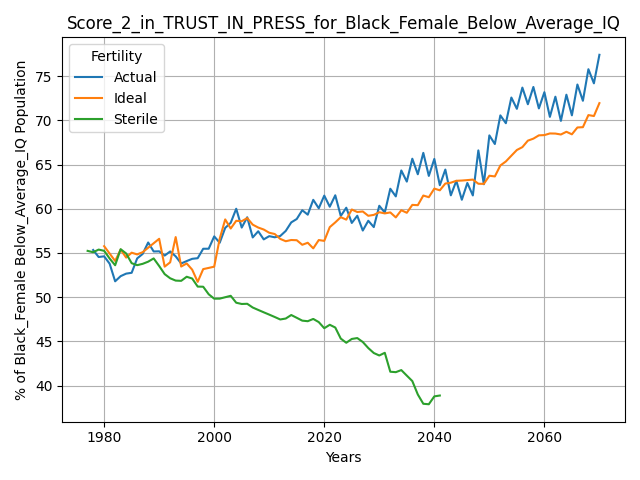 Score_2_in_TRUST_IN_PRESS_for_Black_Female_Below_Average_IQ
Fertility
Actual
Ideal
Sterile
% of Black_Female Below_Average_IQ Population
75
70
65
60
55
50
45
40
1980
2000
2020
2040
2060
Years